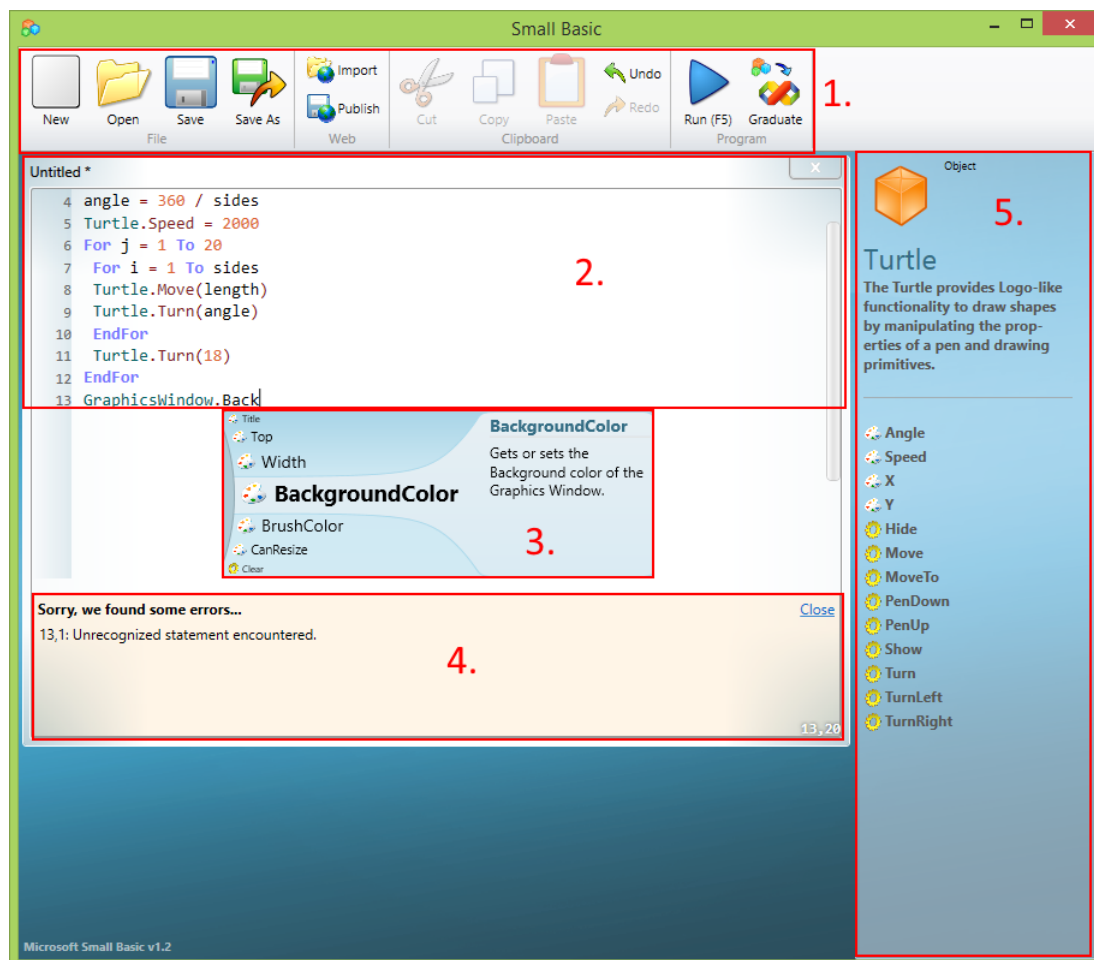 Small Basic
New
Open
Save
Save As
File
Import
Publish
Web
Cut
Copy
Paste
Undo
Redo
Clipboard
Run (F5)
Graduate
Program
1.
Untitled *
X
4 angle = 360 / sides
5 Turtle.Speed = 2000
6 For j = 1 To 20
7 For i = 1 To sides
8 Turtle.Move(length)
9 Turtle.Turn(angle)
10 EndFor
11 Turtle.Turn(18)
12 EndFor
13 GraphicsWindow.Back
2.
Title
Top
Width
BackgroundColor
BrushColor
CanResize
Clear
BackgroundColor
Gets or sets the
Background color of the
Graphics Window.
3.
Sorry, we found some errors...
Close
13,1: Unrecognized statement encountered.
4.
13,20
Object
5.
Turtle
The Turtle provides Logo-like
functionality to draw shapes
by manipulating the prop-
erties of a pen and drawing
primitives.
Angle
Speed
X
Y
Hide
Move
MoveTo
PenDown
PenUp
Show
Turn
TurnLeft
TurnRight
Microsoft Small Basic v1.2